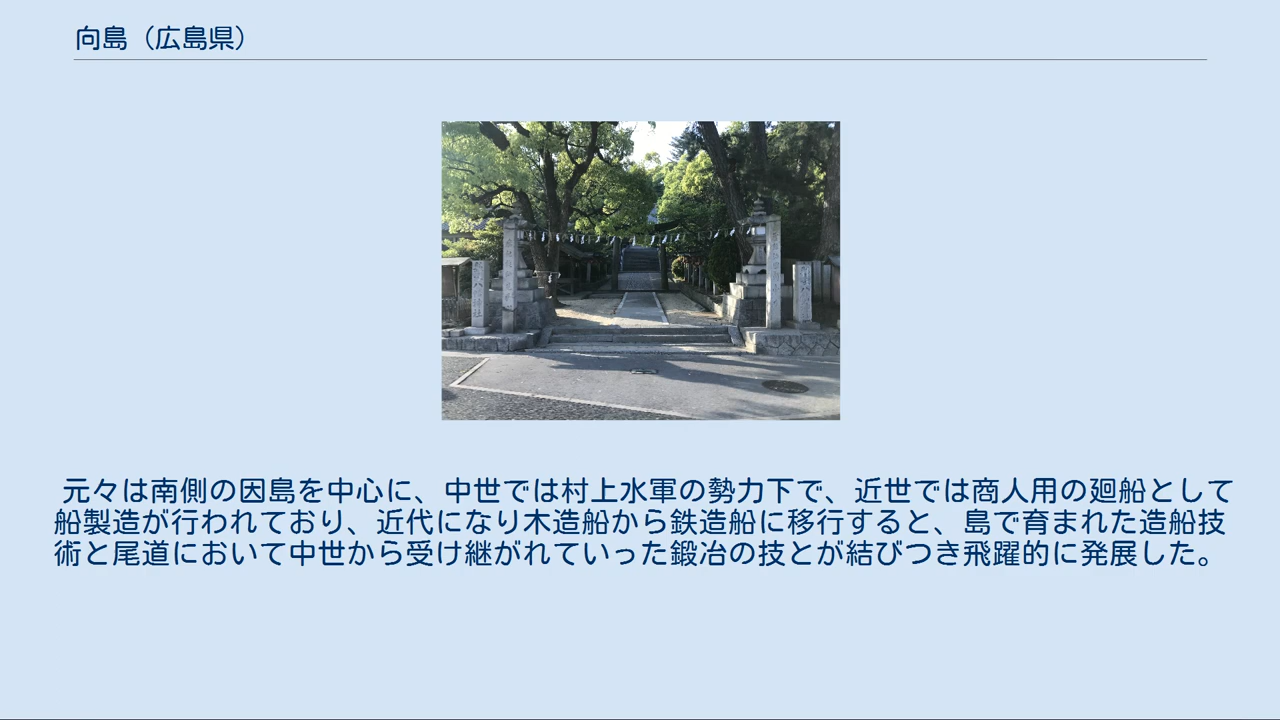 向島（広島県）
元々は南側の因島を中心に、中世では村上水軍の勢力下で、近世では商人用の廻船として
船製造が行われており、近代になり木造船から鉄造船に移行すると、島で育まれた造船技
術と尾道において中世から受け継がれていった鍛冶の技とが結びつき飛躍的に発展した。